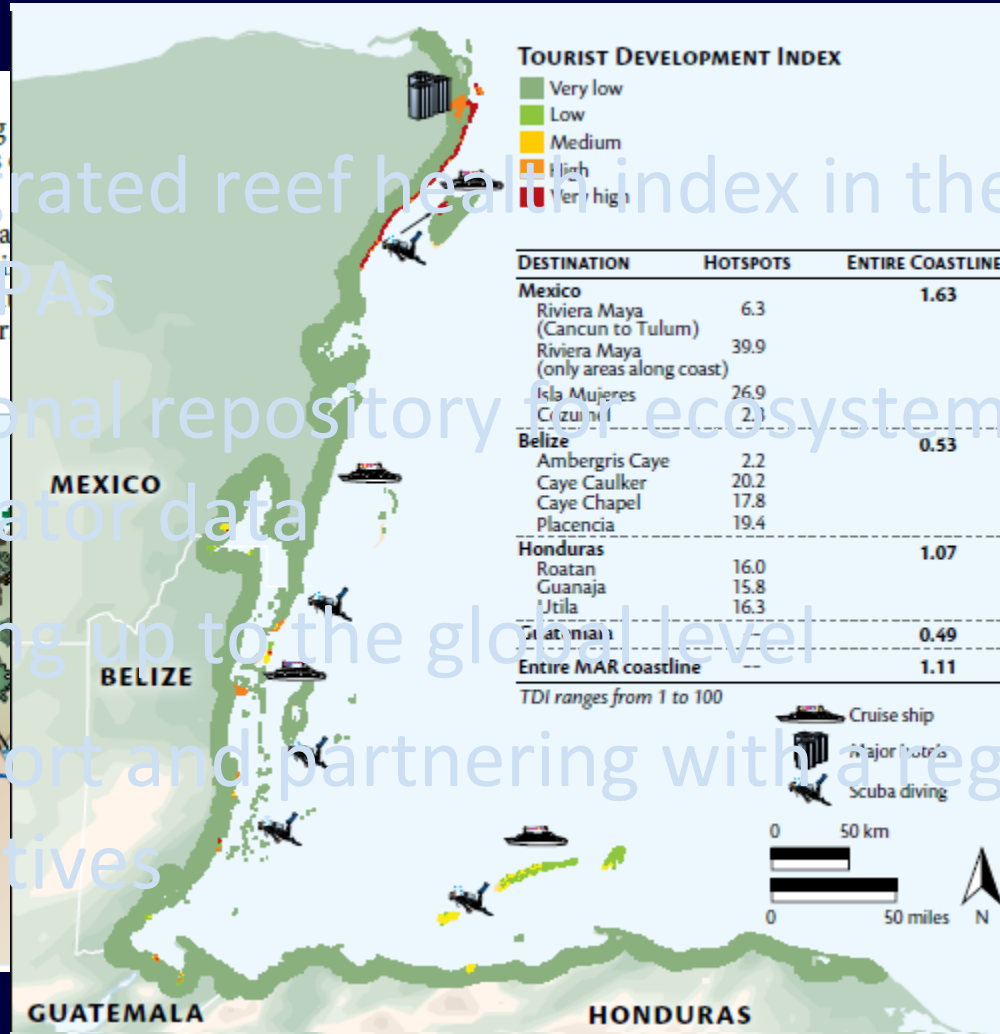 TOURIST DEVELOPMENT INDEX
Very low
Low
Medium
High
Very high
rated reef health index in the
PAs
onal repository for ecosystem
ator data
ng up to the global level
ort and partnering with a reg
tives
DESTINATION HOTSPOTS ENTIRE COASTLINE
Mexico 1.63
Riviera Maya 6.3
(Cancun to Tulum)
Riviera Maya 39.9
(only areas along coast)
Isla Mujeres 26.9
Cozumel 2.3
Belize 0.53
Ambergris Caye 2.2
Caye Caulker 20.2
Caye Chapel 17.8
Placencia 19.4
Honduras 1.07
Roatan 16.0
Guanaja 15.8
Utila 16.3
Guatemala -- 0.49
Entire MAR coastline -- 1.11
TDI ranges from 1 to 100
Cruise ship
Major hotels
Scuba diving
0 50 km
0 50 miles
N
MEXICO
BELIZE
GUATEMALA
HONDURAS